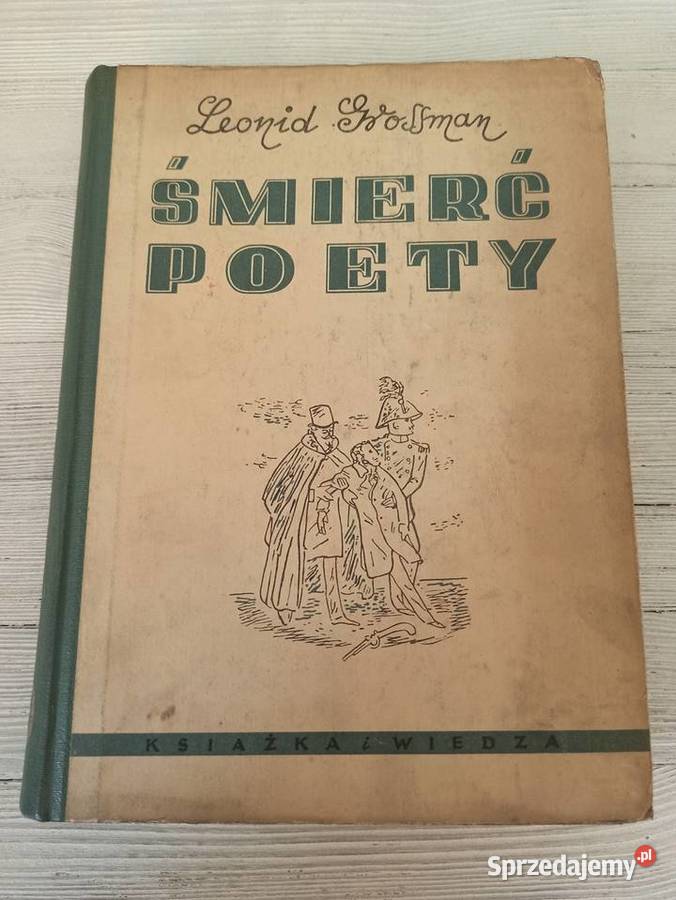 Leonid Grossman
ŚMIERĆ
POETY
KSIĄŻKA i WIEDZA
Sprzedajemy.pl